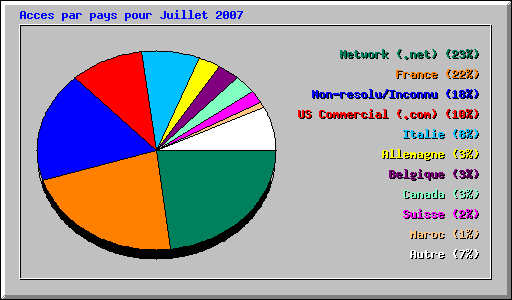 Acces par pays pour Juillet 2007
Network (.net) (23%)
France (22%)
Non-resolu/Inconnu (18%)
US Commercial (.com) (10%)
Italie (8%)
Allemagne (3%)
Belgique (3%)
Canada (3%)
Suisse (2%)
Maroc (1%)
Autre (7%)